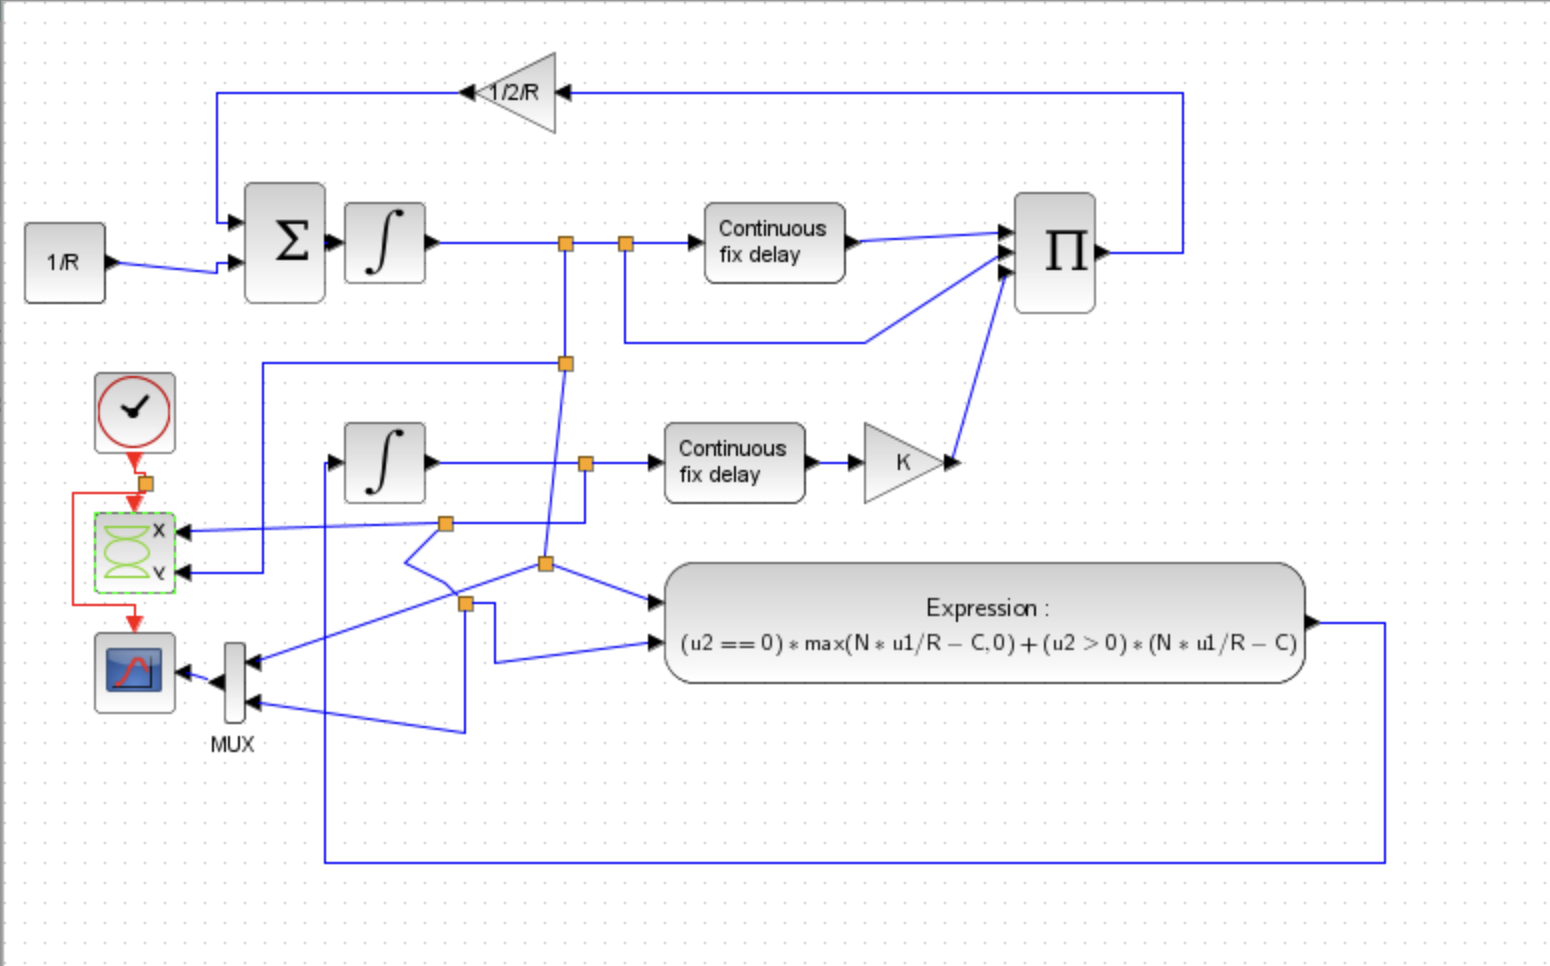 1/2/R
Σ
∫
Continuous
fix delay
Π
1/R
∫
Continuous
fix delay
K
X
Y
Expression :
(u2 == 0) * max(N * u1/R − C, 0) + (u2 > 0) * (N * u1/R − C)
MUX